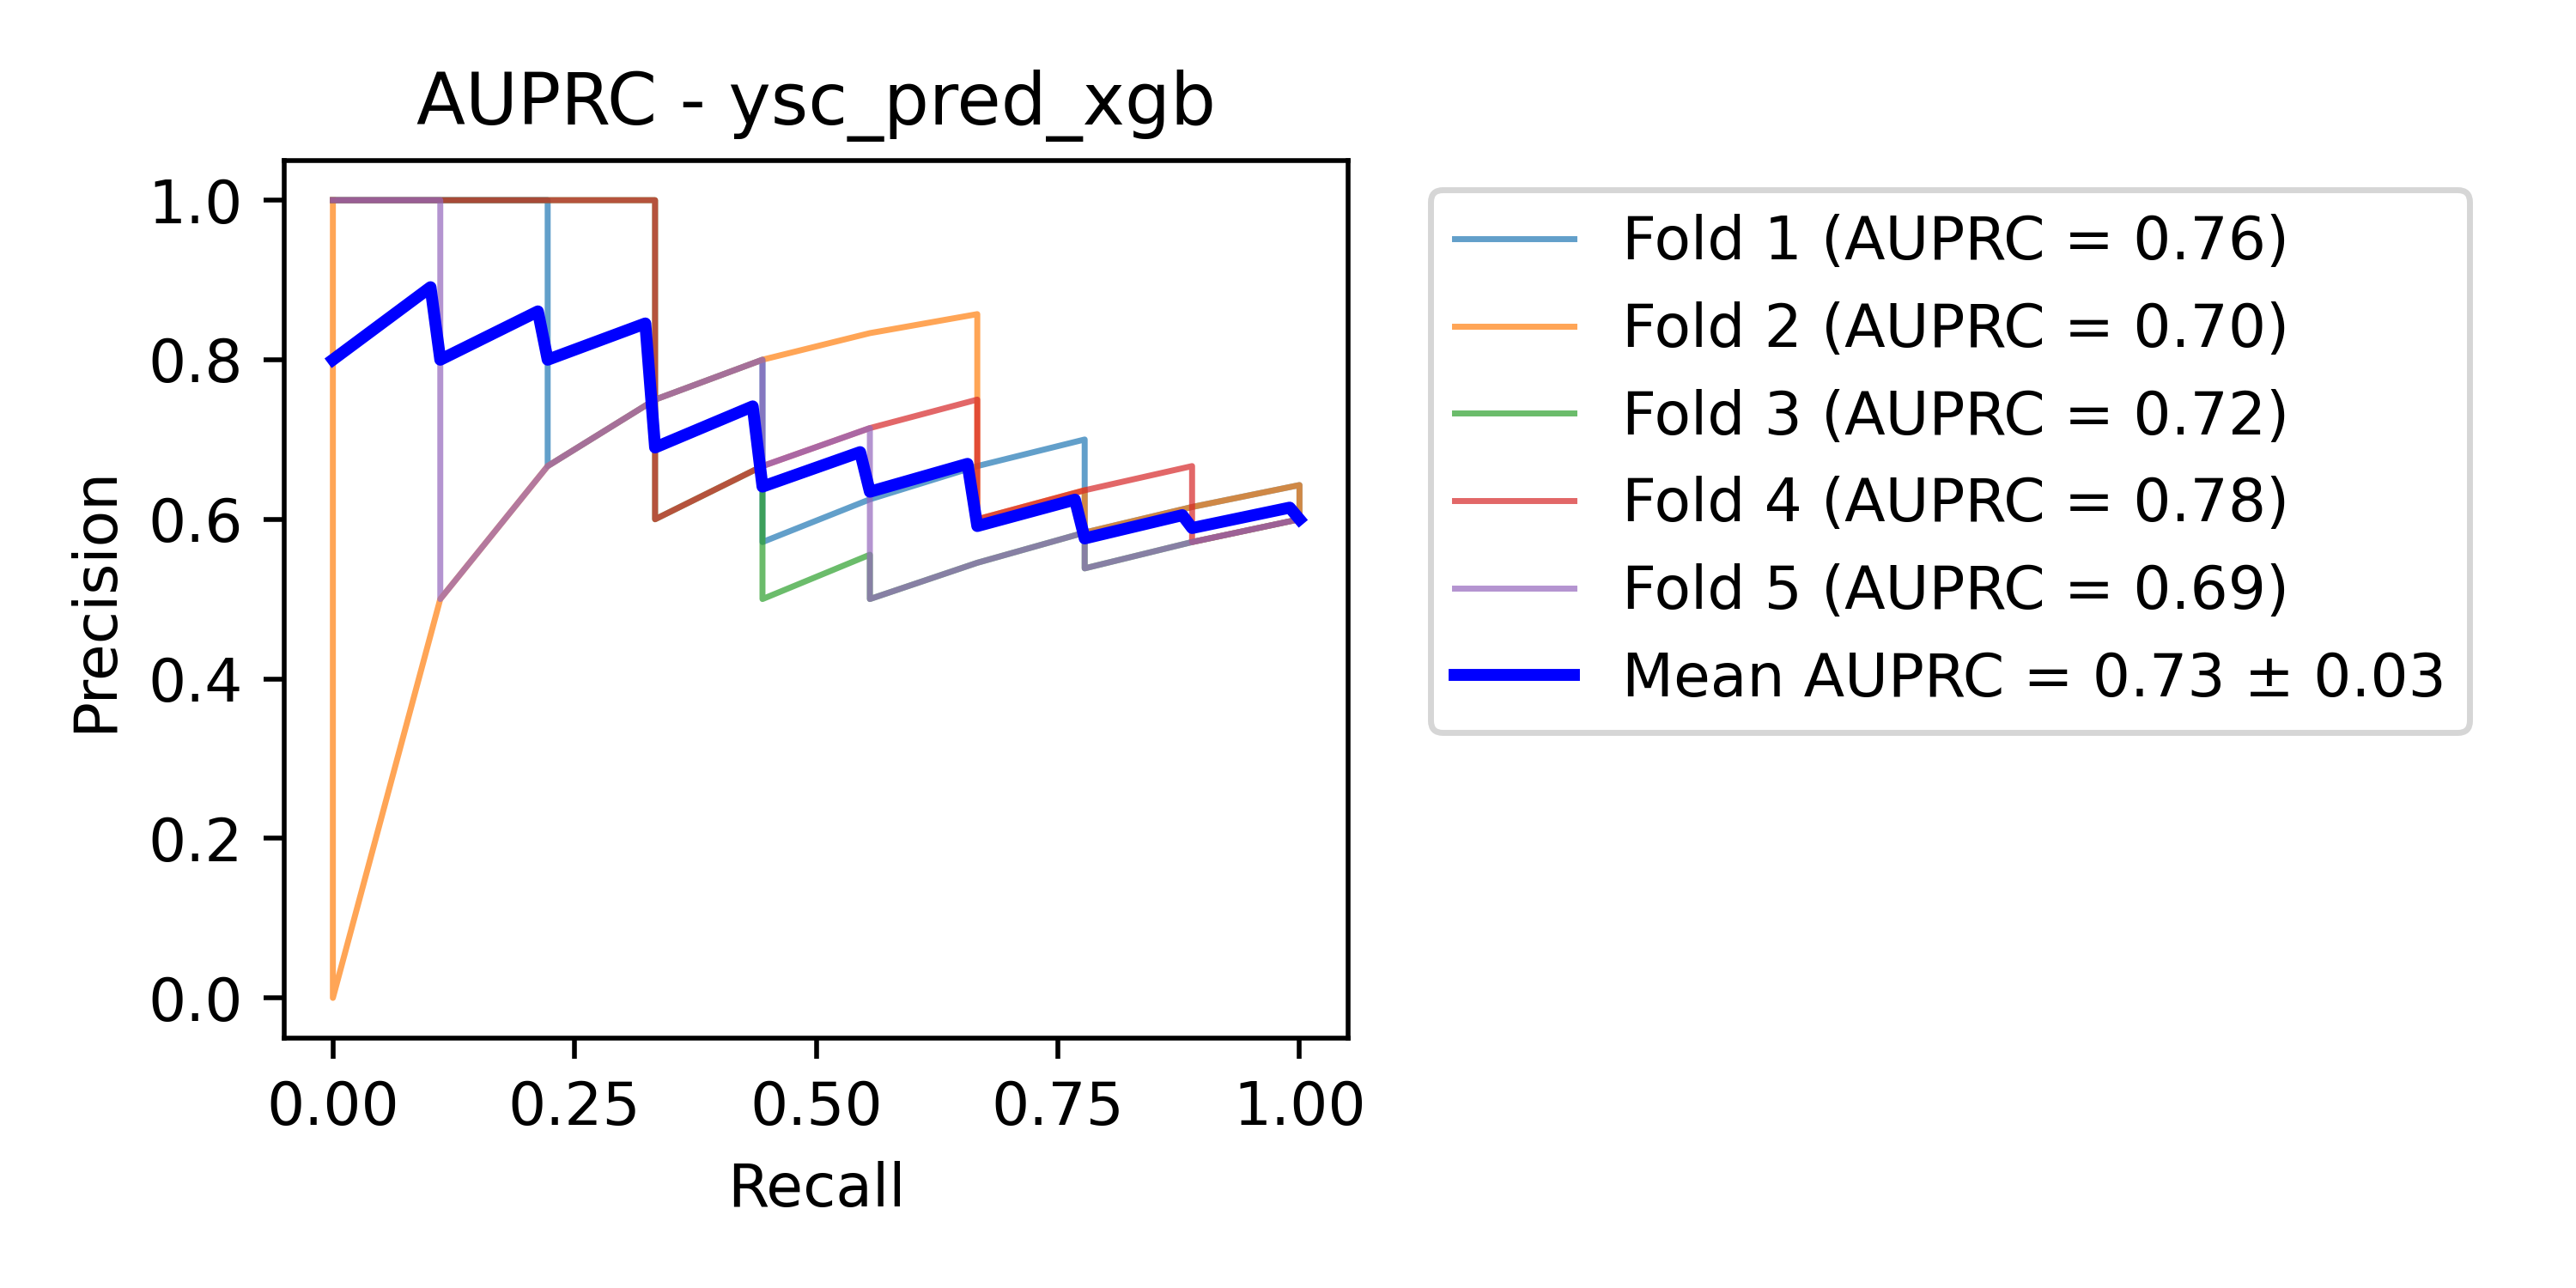 AUPRC - ysc_pred_xgb
1.0
0.8
0.6
0.4
0.2
0.0
Precision
0.00 0.25 0.50 0.75 1.00
Recall
Fold 1 (AUPRC = 0.76)
Fold 2 (AUPRC = 0.70)
Fold 3 (AUPRC = 0.72)
Fold 4 (AUPRC = 0.78)
Fold 5 (AUPRC = 0.69)
Mean AUPRC = 0.73 ± 0.03